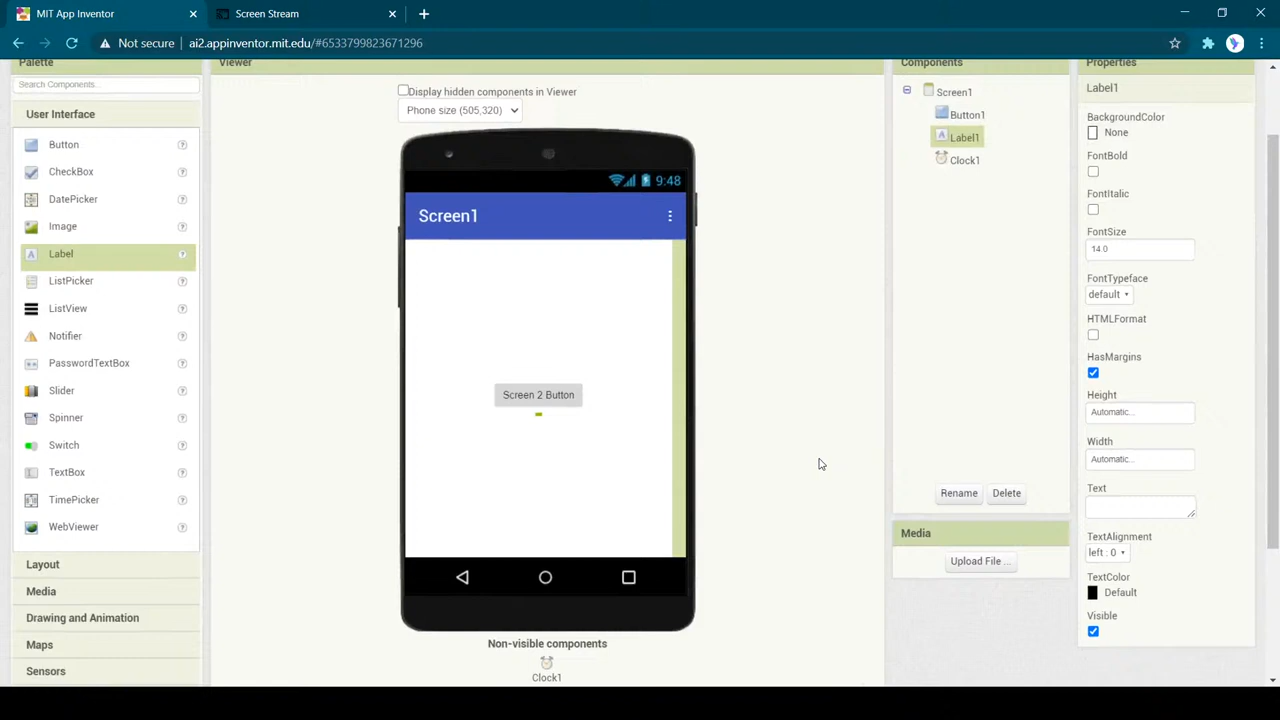 MIT App Inventor
Screen Stream
Not secure
ai2.appinventor.mit.edu/#6533799823671296
Palette
Search Components...
User Interface
Button
CheckBox
DatePicker
Image
Label
ListPicker
ListView
Notifier
PasswordTextBox
Slider
Spinner
Switch
TextBox
TimePicker
WebViewer
Layout
Media
Drawing and Animation
Maps
Sensors
Viewer
Display hidden components in Viewer
Phone size (505,320)
9:48
Screen1
Screen 2 Button
Non-visible components
Clock1
Components
Screen1
Button1
Label1
Clock1
Rename
Delete
Media
Upload File ...
Properties
Label1
BackgroundColor
None
FontBold
FontItalic
FontSize
14.0
FontTypeface
default
HTMLFormat
HasMargins
Height
Automatic...
Width
Automatic...
Text
TextAlignment
left : 0
TextColor
Default
Visible